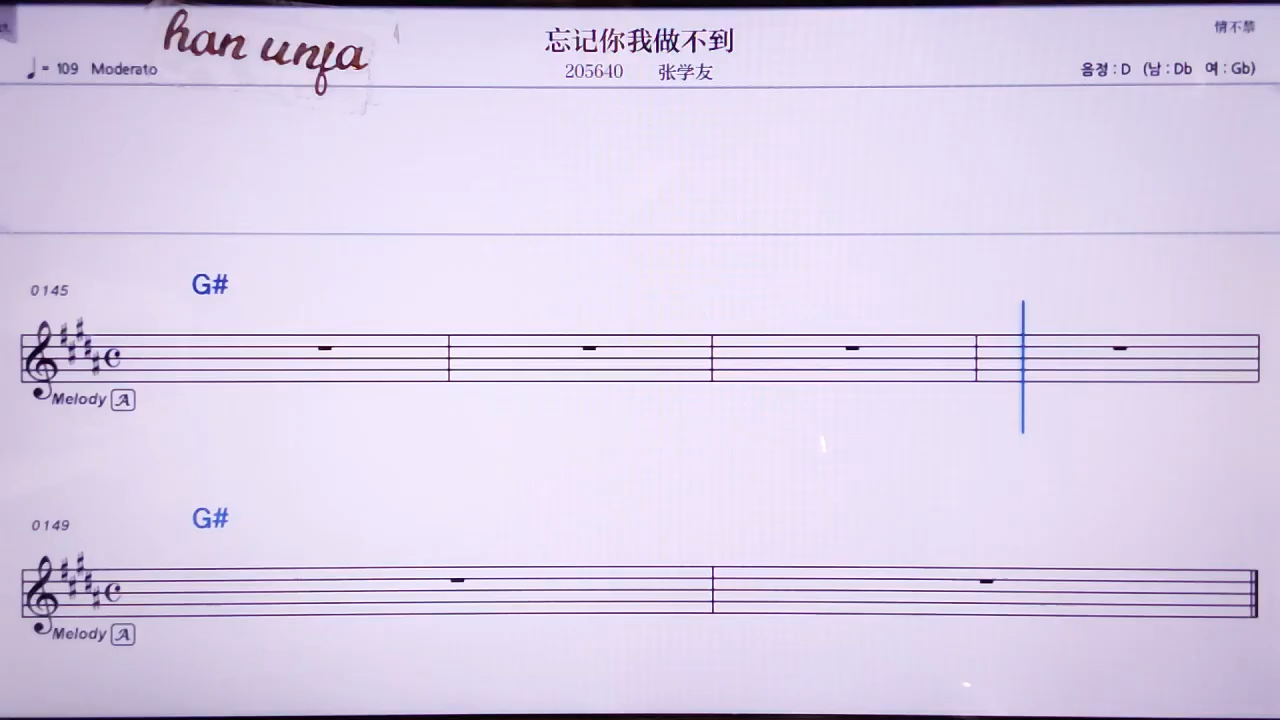 han unfa
忘记你我做不到
情不禁
♩= 109 Moderato
205640 张学友
음정 : D (남 : Db 여 : Gb)
0145
G#
Melody A
0149
G#
Melody A